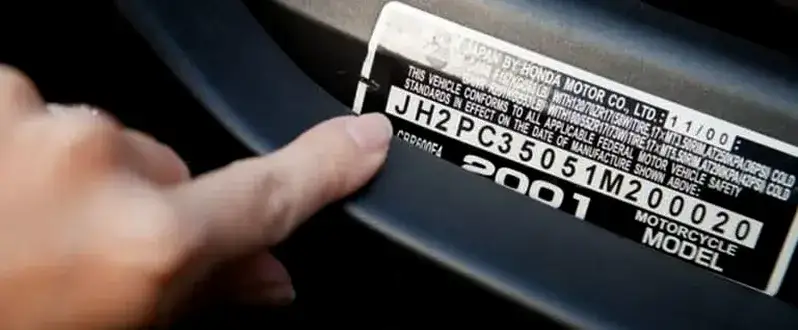 JAPAN BY HONDA MOTOR CO., LTD.: 11/00:
THIS VEHICLE CONFORMS TO ALL APPLICABLE FEDERAL MOTOR VEHICLE SAFETY
STANDARDS IN EFFECT ON THE DATE OF MANUFACTURE SHOWN ABOVE:
JH2PC35051M200020
CBR600F4
2001 MOTORCYCLE
MODEL